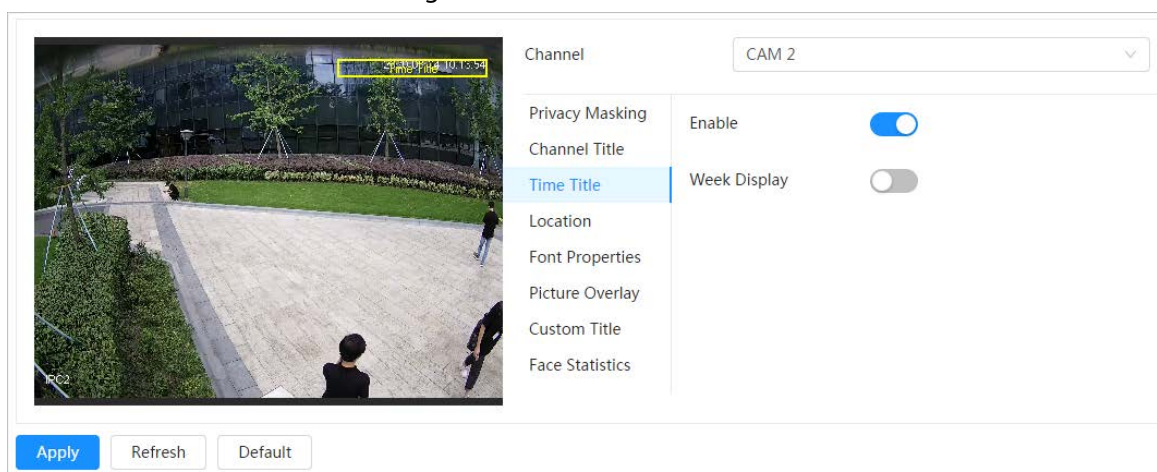 Channel
CAM 2
Time Title
Privacy Masking
Channel Title
Time Title
Location
Font Properties
Picture Overlay
Custom Title
Face Statistics
Enable
Week Display
IPC2
Apply
Refresh
Default